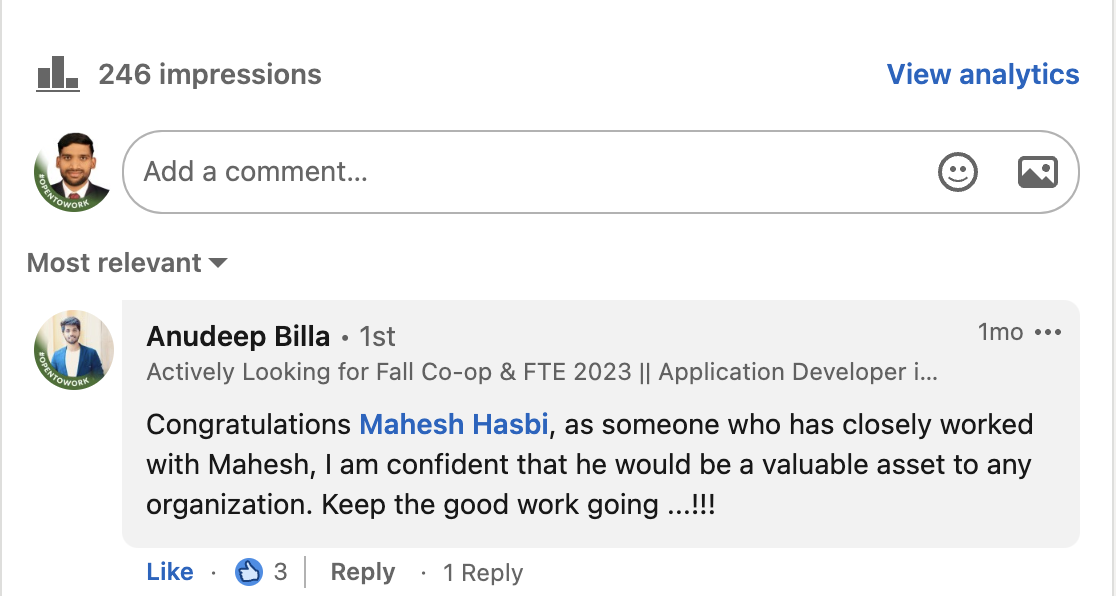 246 impressions View analytics
#OPENTOWORK
Add a comment...
Most relevant
#OPENTOWORK
Anudeep Billa • 1st 1mo
Actively Looking for Fall Co-op & FTE 2023 || Application Developer i...
Congratulations Mahesh Hasbi, as someone who has closely worked
with Mahesh, I am confident that he would be a valuable asset to any
organization. Keep the good work going ...!!!
Like · 3 Reply · 1 Reply